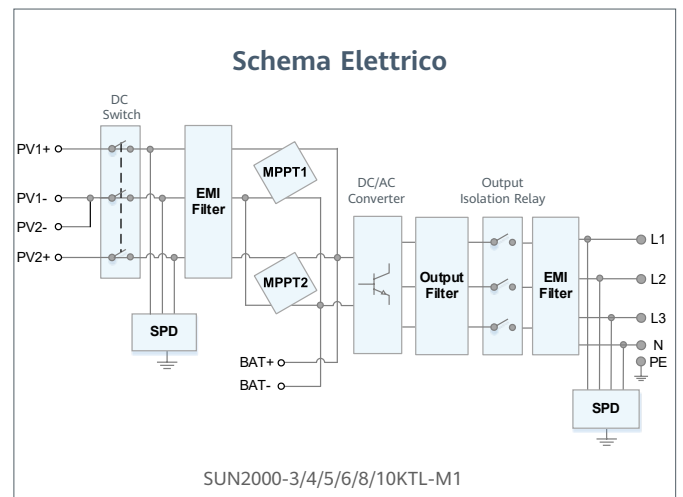 Schema Elettrico
DC
Switch
PV1+
PV1-
PV2-
PV2+
EMI
Filter
MPPT1
MPPT2
SPD
BAT+
BAT-
DC/AC
Converter
Output
Filter
Output
Isolation Relay
EMI
Filter
L1
L2
L3
N
PE
SPD
SUN2000-3/4/5/6/8/10KTL-M1